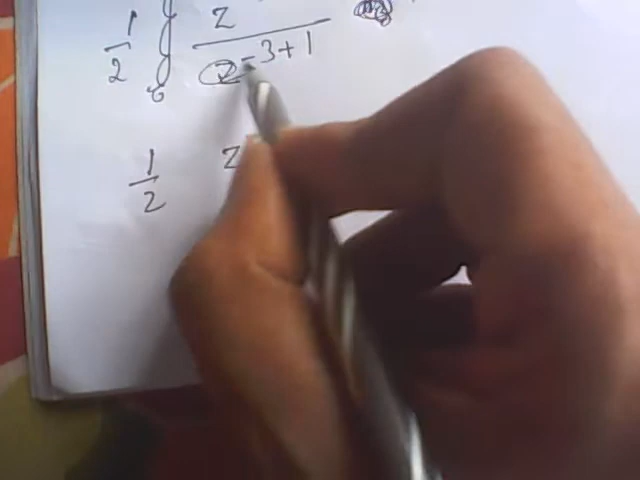 1/2 ∫ z / z-3+1
1/2 z